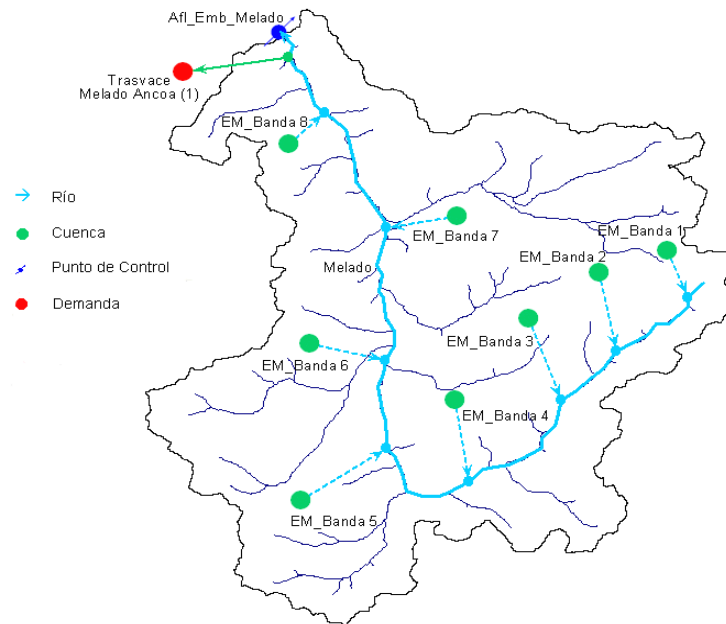 Afl_Emb_Melado
Trasvace
Melado Ancoa (1)
EM_Banda 8
Río
Cuenca
Punto de Control
Demanda
EM_Banda 7
EM_Banda 1
EM_Banda 2
Melado
EM_Banda 3
EM_Banda 6
EM_Banda 4
EM_Banda 5